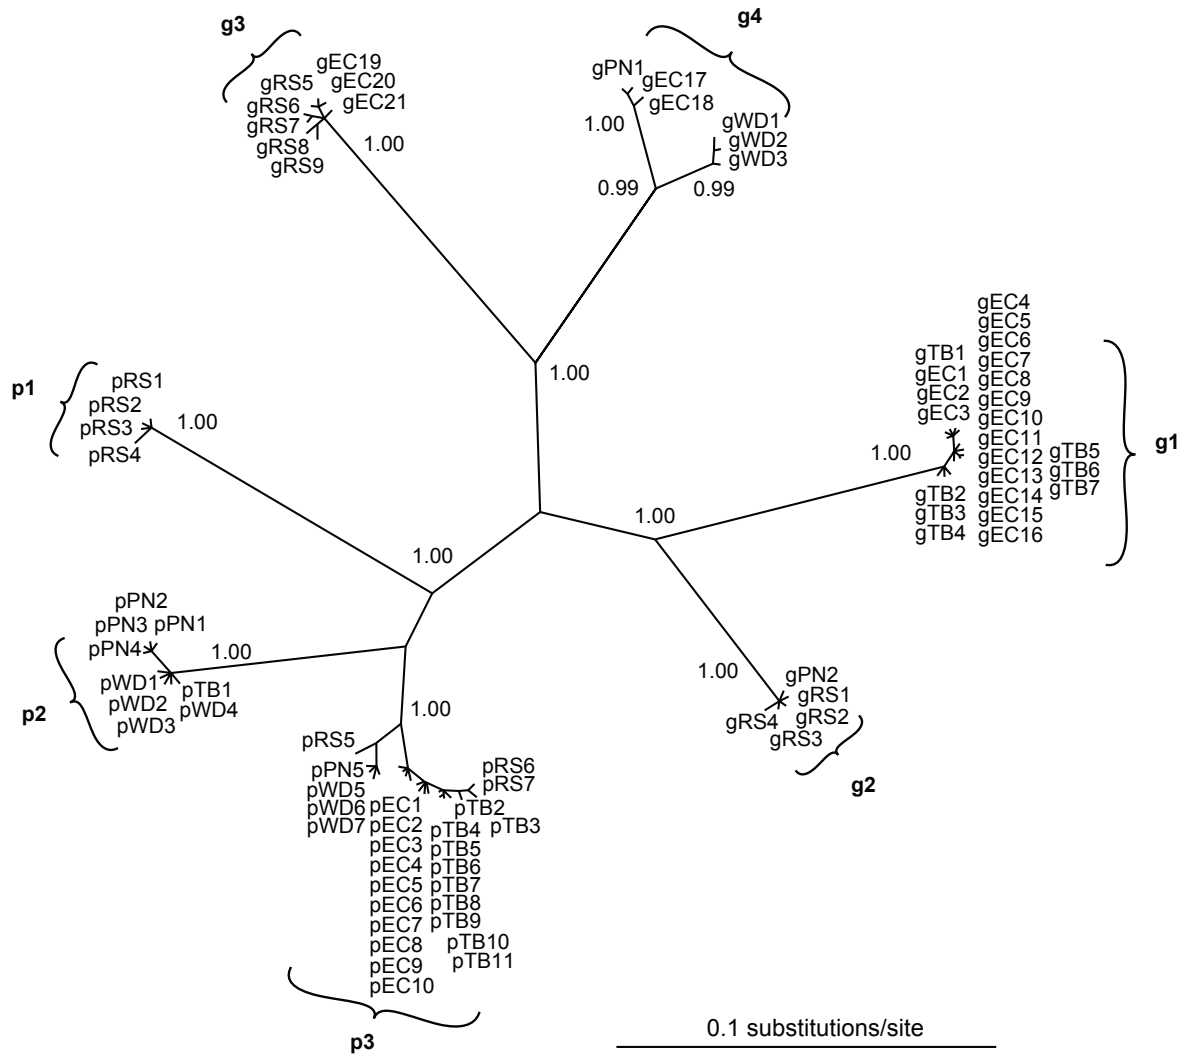 g3
g4
gEC19
gRS5 gEC20
gRS6 gEC21
gRS7
gRS8
gRS9
1.00
gPN1 gEC17
gEC18
1.00
gWD1
gWD2
gWD3
0.99 0.99
1.00
p1
pRS1
pRS2
pRS3
pRS4
1.00
gTB1
gEC1
gEC2
gEC3
gEC4
gEC5
gEC6
gEC7
gEC8
gEC9
gEC10
gEC11
gEC12
gEC13
gEC14
gEC15
gEC16
gTB5
gTB6
gTB7
gTB2
gTB3
gTB4
g1
1.00
1.00
1.00
p2
pPN2
pPN3 pPN1
pPN4
pWD1 pTB1
pWD2 pWD4
pWD3
1.00
1.00
gPN2
gRS1
gRS4 gRS2
gRS3
g2
1.00
pRS5
pPN5
pWD5
pWD6
pWD7
pRS6
pRS7
pTB2
pTB3
pEC1
pEC2
pEC3
pEC4
pEC5
pEC6
pEC7
pEC8
pEC9
pEC10
pTB4
pTB5
pTB6
pTB7
pTB8
pTB9
pTB10
pTB11
p3
0.1 substitutions/site